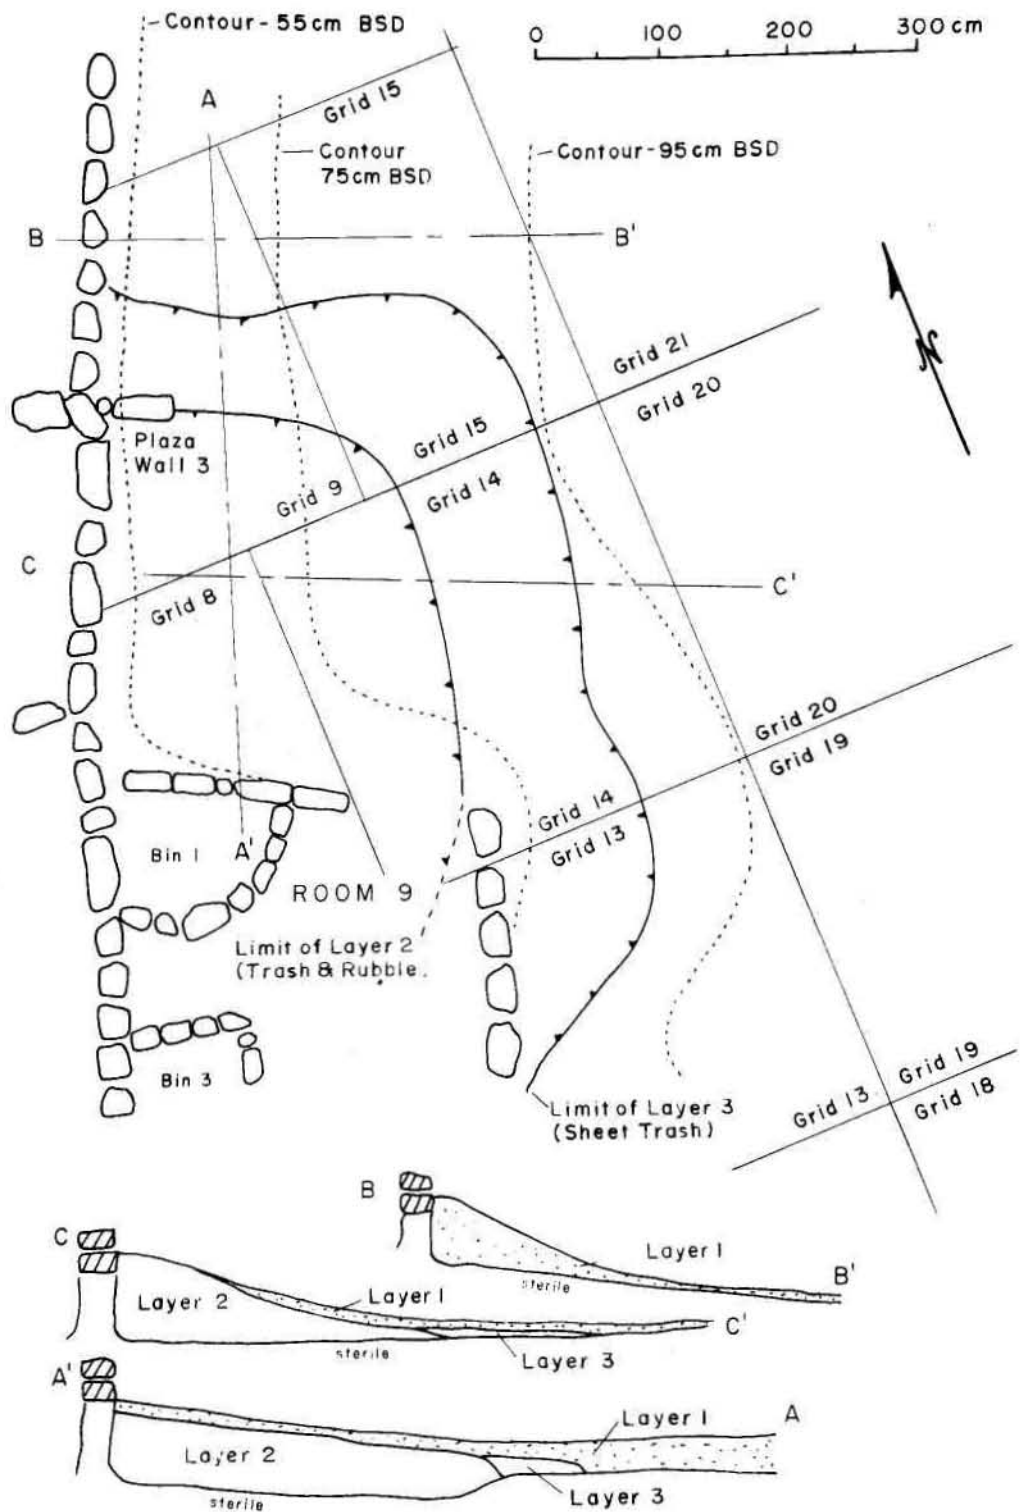 Contour-55cm BSD
0 100 200 300 cm
A
Grid 15
Contour
75cm BSD
Contour-95cm BSD
B
B'
N
Grid 21
Grid 20
Plaza
Wall 3
Grid 15
Grid 9
Grid 14
C
C'
Grid 8
Grid 20
Grid 19
Grid 14
Grid 13
Bin 1
A'
ROOM 9
Limit of Layer 2
(Trash & Rubble.
Bin 3
Limit of Layer 3
(Sheet Trash)
Grid 13
Grid 19
Grid 18
B
Layer 1
sterile
B'
C
Layer 2
Layer 1
C'
sterile
Layer 3
A'
Layer 1
A
Layer 2
Layer 3
sterile